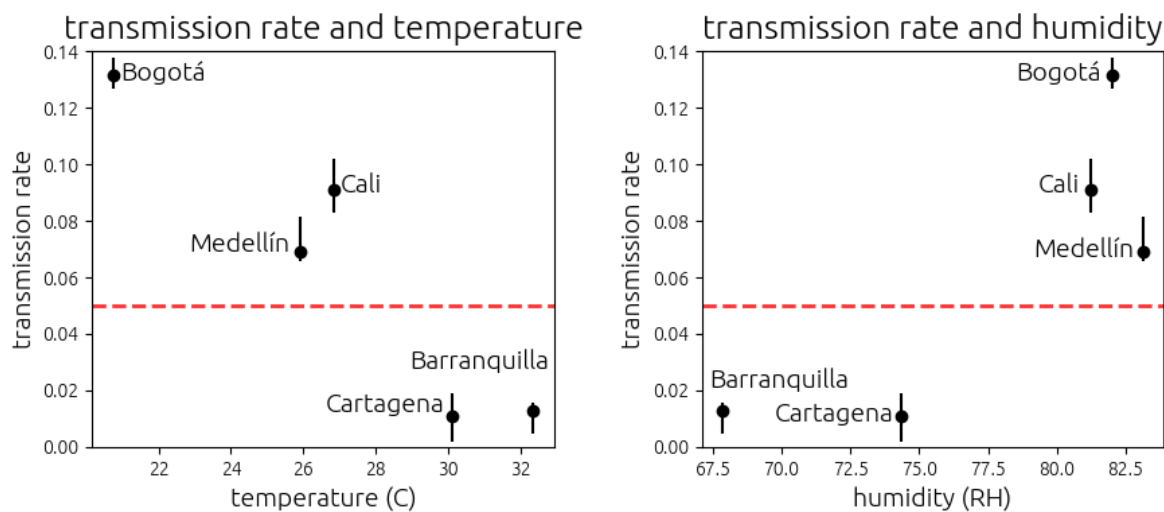 transmission rate and temperature
0.14
0.12
0.10
0.08
0.06
0.04
0.02
0.00
transmission rate
Bogotá
Cali
Medellín
Barranquilla
Cartagena
22 24 26 28 30 32
temperature (C)
transmission rate and humidity
0.14
0.12
0.10
0.08
0.06
0.04
0.02
0.00
transmission rate
Bogotá
Cali
Medellín
Barranquilla
Cartagena
67.5 70.0 72.5 75.0 77.5 80.0 82.5
humidity (RH)